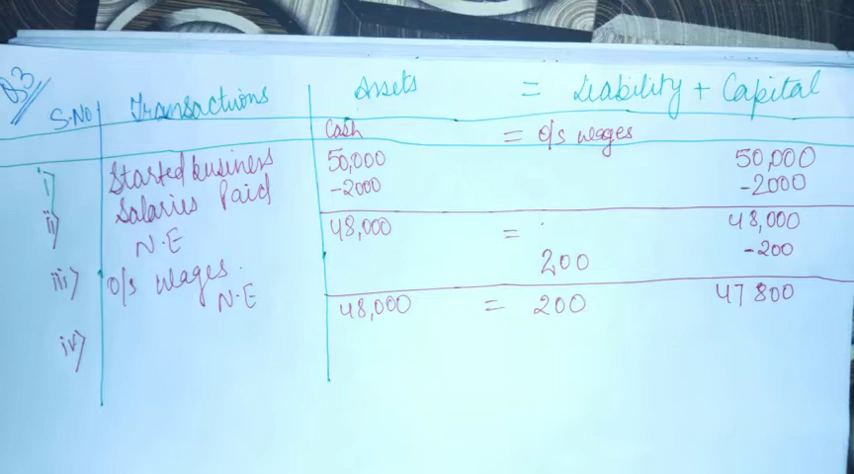 Q3
S.No Transactions Assets = Liability + Capital
Cash = o/s wages
i) Started business 50,000 50,000
ii) Salaries Paid -2000 -2000
N.E 48,000 = 48,000
iii) o/s wages. 200 -200
N.E 48,000 = 200 47800
iv)